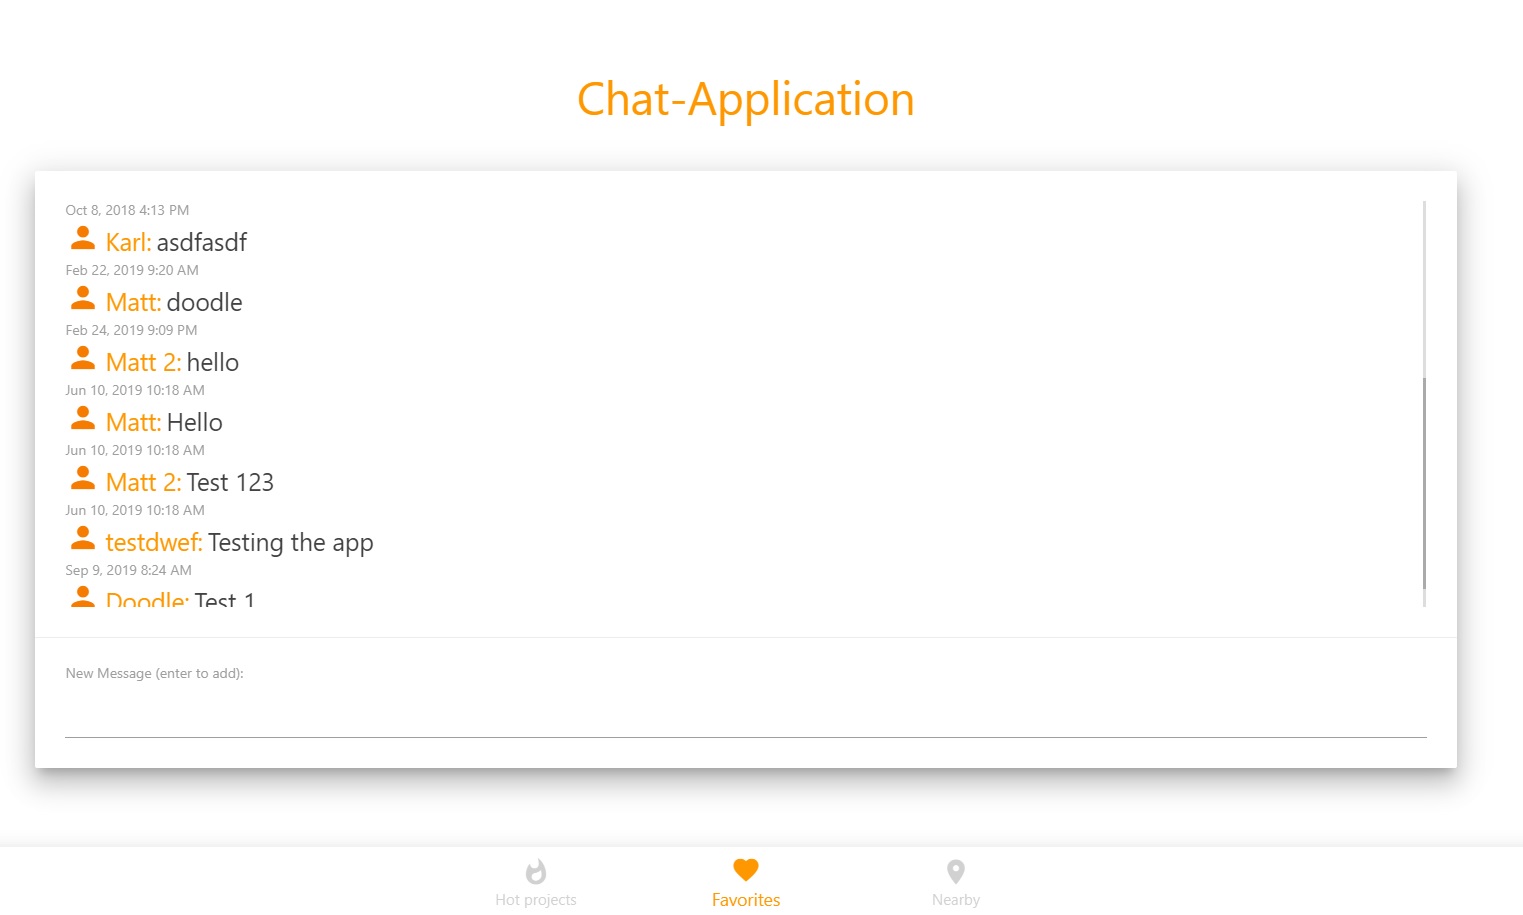 Chat-Application
Oct 8, 2018 4:13 PM
Karl: asdfasdf
Feb 22, 2019 9:20 AM
Matt: doodle
Feb 24, 2019 9:09 PM
Matt 2: hello
Jun 10, 2019 10:18 AM
Matt: Hello
Jun 10, 2019 10:18 AM
Matt 2: Test 123
Jun 10, 2019 10:18 AM
testdwef: Testing the app
Sep 9, 2019 8:24 AM
Doodle: Test 1
New Message (enter to add):
Hot projects Favorites Nearby